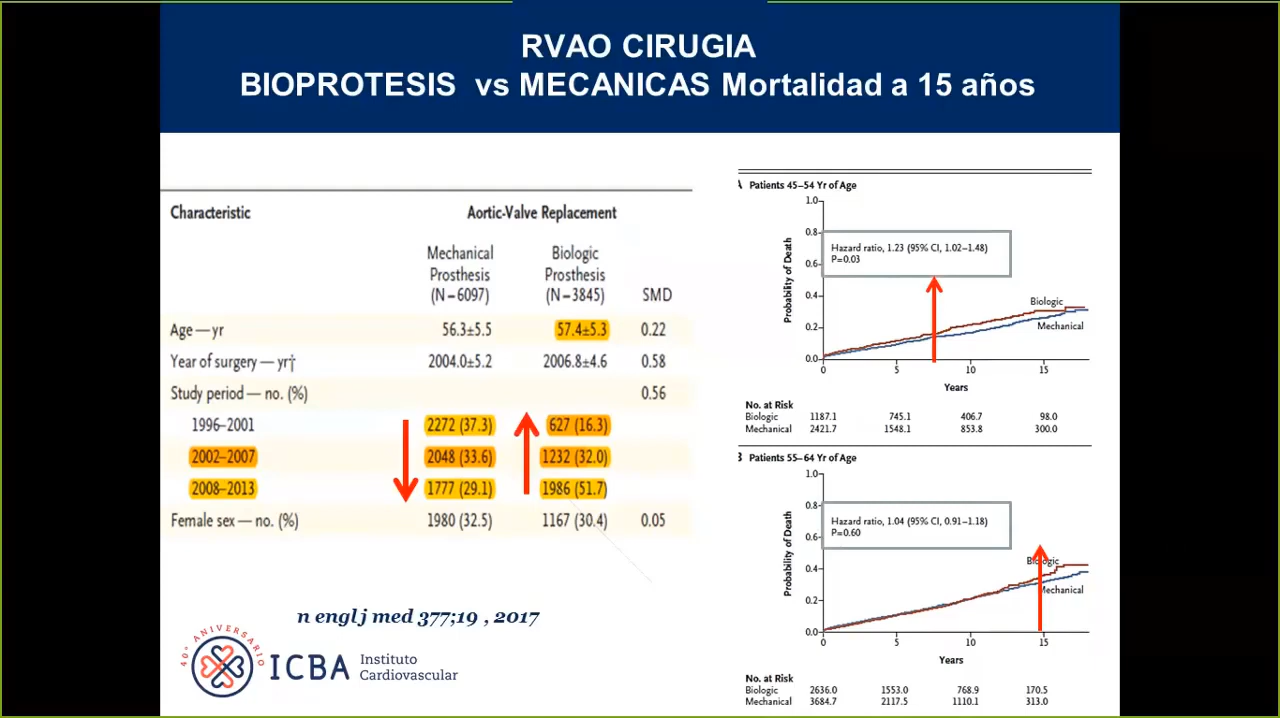 RVAO CIRUGIA
BIOPROTESIS vs MECANICAS Mortalidad a 15 años
Characteristic Aortic-Valve Replacement
Mechanical Prosthesis (N=6097) Biologic Prosthesis (N=3845) SMD
Age — yr 56.3±5.5 57.4±5.3 0.22
Year of surgery — yr† 2004.0±5.2 2006.8±4.6 0.58
Study period — no. (%) 0.56
1996–2001 2272 (37.3) 627 (16.3)
2002–2007 2048 (33.6) 1232 (32.0)
2008–2013 1777 (29.1) 1986 (51.7)
Female sex — no. (%) 1980 (32.5) 1167 (30.4) 0.05
n engl j med 377;19 , 2017
40° ANIVERSARIO
ICBA Instituto
Cardiovascular
A Patients 45–54 Yr of Age
Probability of Death
1.0
0.8
0.6
0.4
0.2
0.0
Hazard ratio, 1.23 (95% CI, 1.02–1.48)
P=0.03
Biologic
Mechanical
0 5 10 15
Years
No. at Risk
Biologic 1187.1 745.1 406.7 98.0
Mechanical 2421.7 1548.1 853.8 300.0
B Patients 55–64 Yr of Age
Probability of Death
1.0
0.8
0.6
0.4
0.2
0.0
Hazard ratio, 1.04 (95% CI, 0.91–1.18)
P=0.60
Biologic
Mechanical
0 5 10 15
Years
No. at Risk
Biologic 2636.0 1553.0 768.9 170.5
Mechanical 3684.7 2117.5 1110.1 313.0